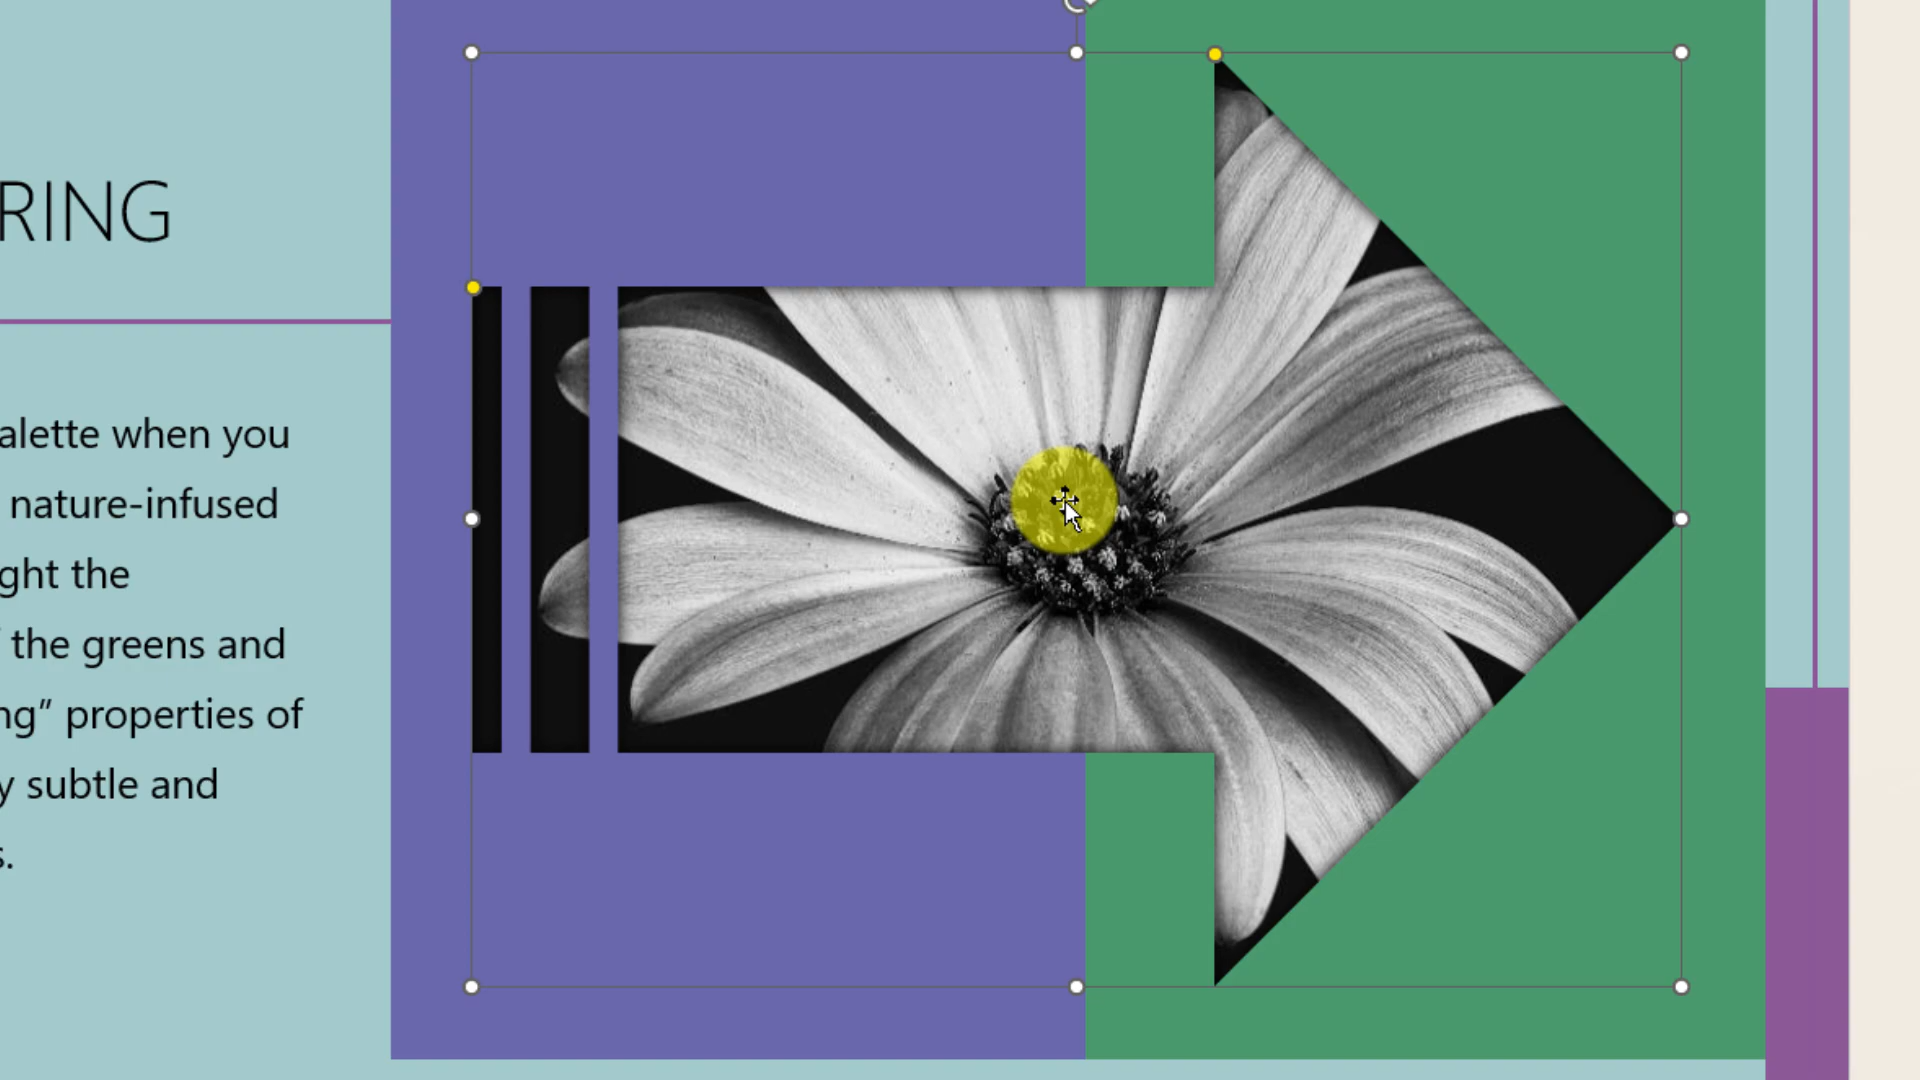 RING
alette when you
nature-infused
ght the
the greens and
ng” properties of
y subtle and
s.